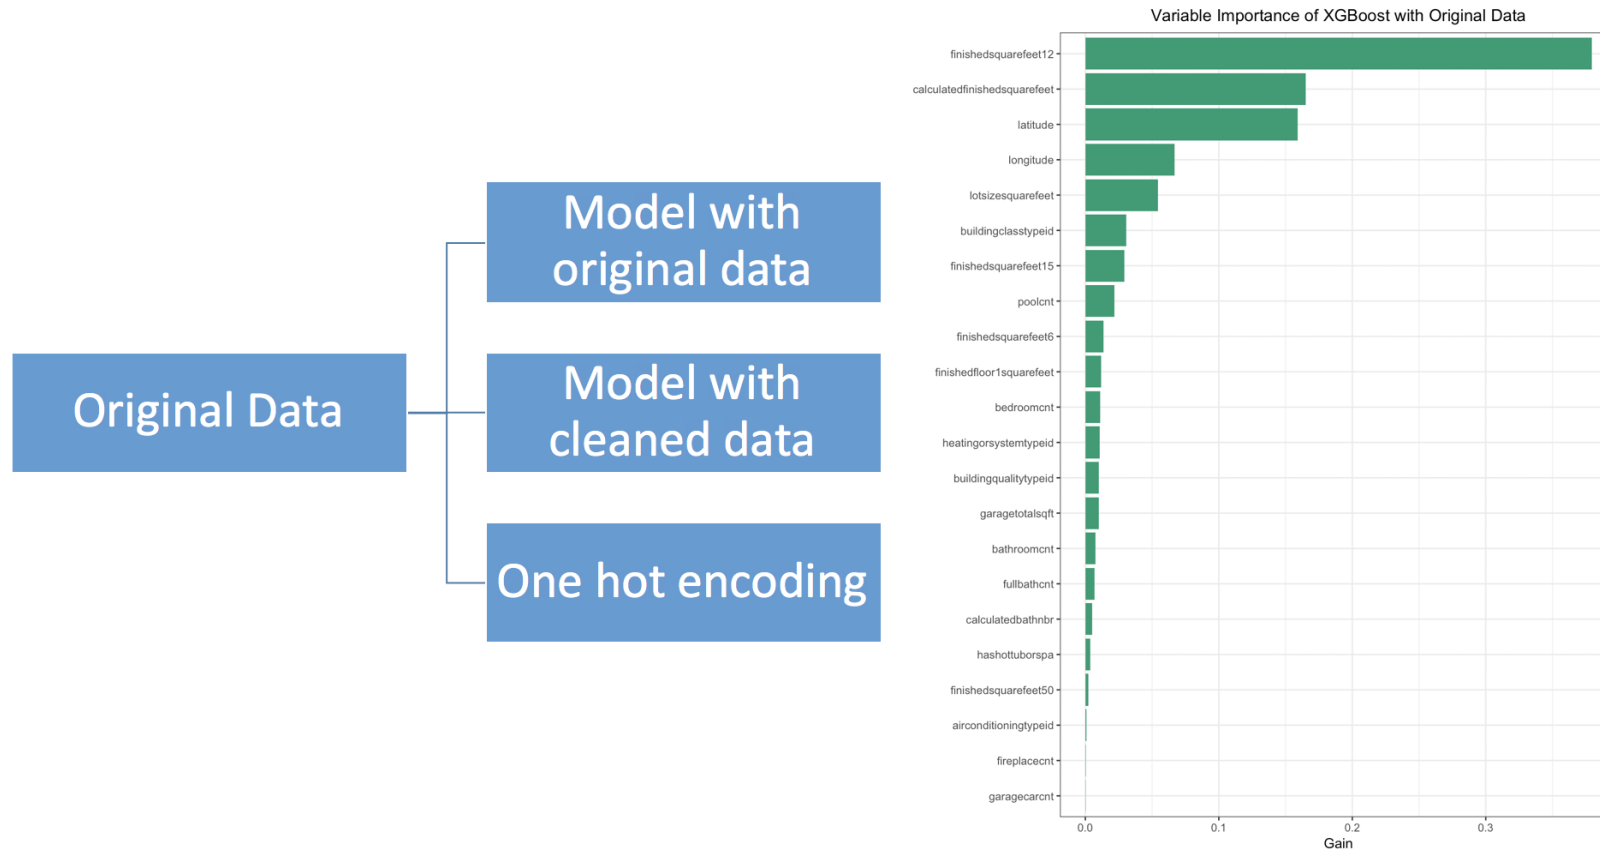 Original Data
Model with
original data
Model with
cleaned data
One hot encoding
Variable Importance of XGBoost with Original Data
finishedsquarefeet12
calculatedfinishedsquarefeet
latitude
longitude
lotsizesquarefeet
buildingclasstypeid
finishedsquarefeet15
poolcnt
finishedsquarefeet6
finishedfloor1squarefeet
bedroomcnt
heatingorsystemtypeid
buildingqualitytypeid
garagetotalsqft
bathroomcnt
fullbathcnt
calculatedbathnbr
hashottuborspa
finishedsquarefeet50
airconditioningtypeid
fireplacecnt
garagecarcnt
0.0 0.1 0.2 0.3
Gain